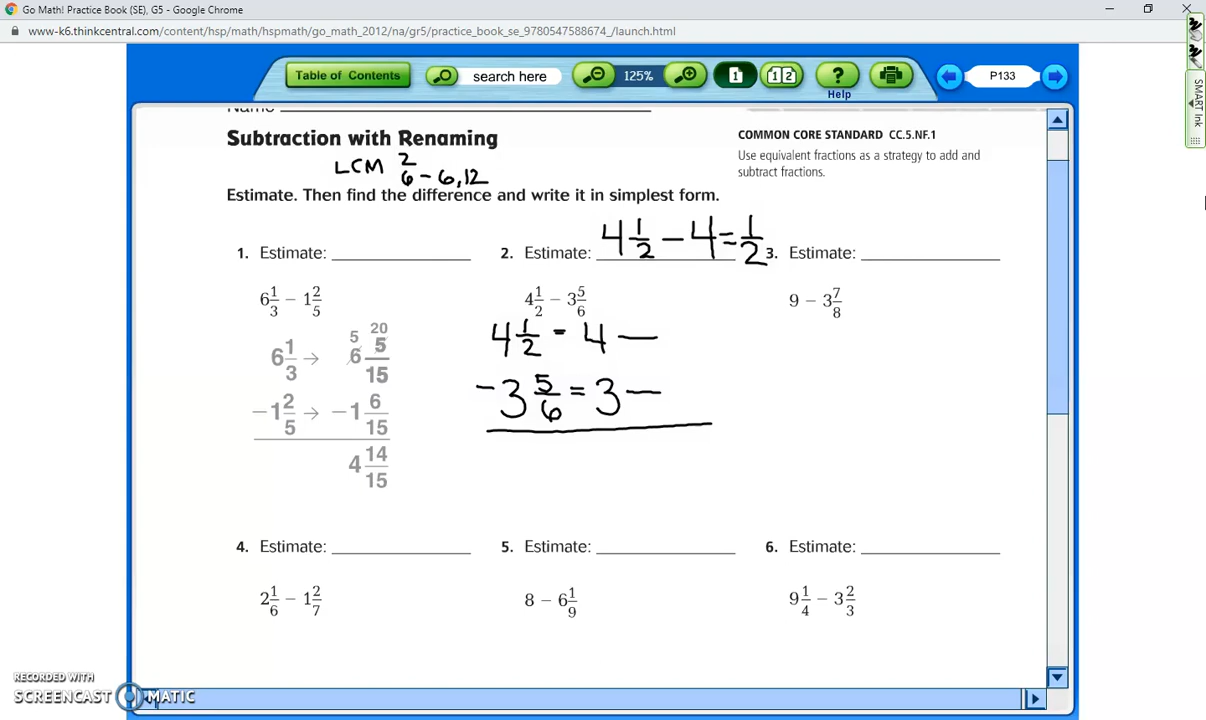 Go Math! Practice Book (SE), G5 - Google Chrome
www-k6.thinkcentral.com/content/hsp/math/hspmath/go_math_2012/na/gr5/practice_book_se_9780547588674_/launch.html
Table of Contents search here 125% 1 1 2 ? Help P133
SMART Ink
Name
Subtraction with Renaming
COMMON CORE STANDARD CC.5.NF.1
Use equivalent fractions as a strategy to add and
subtract fractions.
LCM 2
6 - 6, 12
Estimate. Then find the difference and write it in simplest form.
1. Estimate:
6 1/3 − 1 2/5
6 1/3 → 6 5/15
5 20
−1 2/5 → −1 6/15
4 14/15
2. Estimate: 4 1/2 − 4 = 1/2
4 1/2 − 3 5/6
4 1/2 = 4 —
− 3 5/6 = 3 —
3. Estimate:
9 − 3 7/8
4. Estimate:
2 1/6 − 1 2/7
5. Estimate:
8 − 6 1/9
6. Estimate:
9 1/4 − 3 2/3
RECORDED WITH
SCREENCAST O MATIC